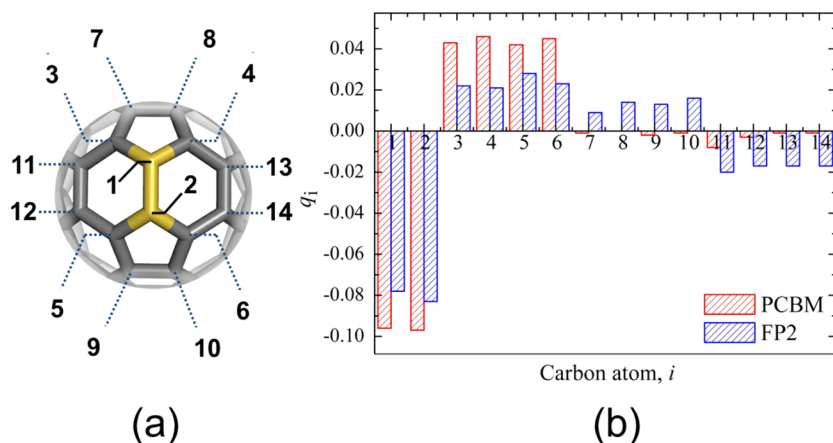 (a)
7 8
3 4
11 13
1 2
12 14
5 6
9 10
(b)
0.04
0.02
0.00
-0.02
-0.04
-0.06
-0.08
-0.10
qi
1 2 3 4 5 6 7 8 9 10 11 12 13 14
PCBM
FP2
Carbon atom, i
(a) (b)